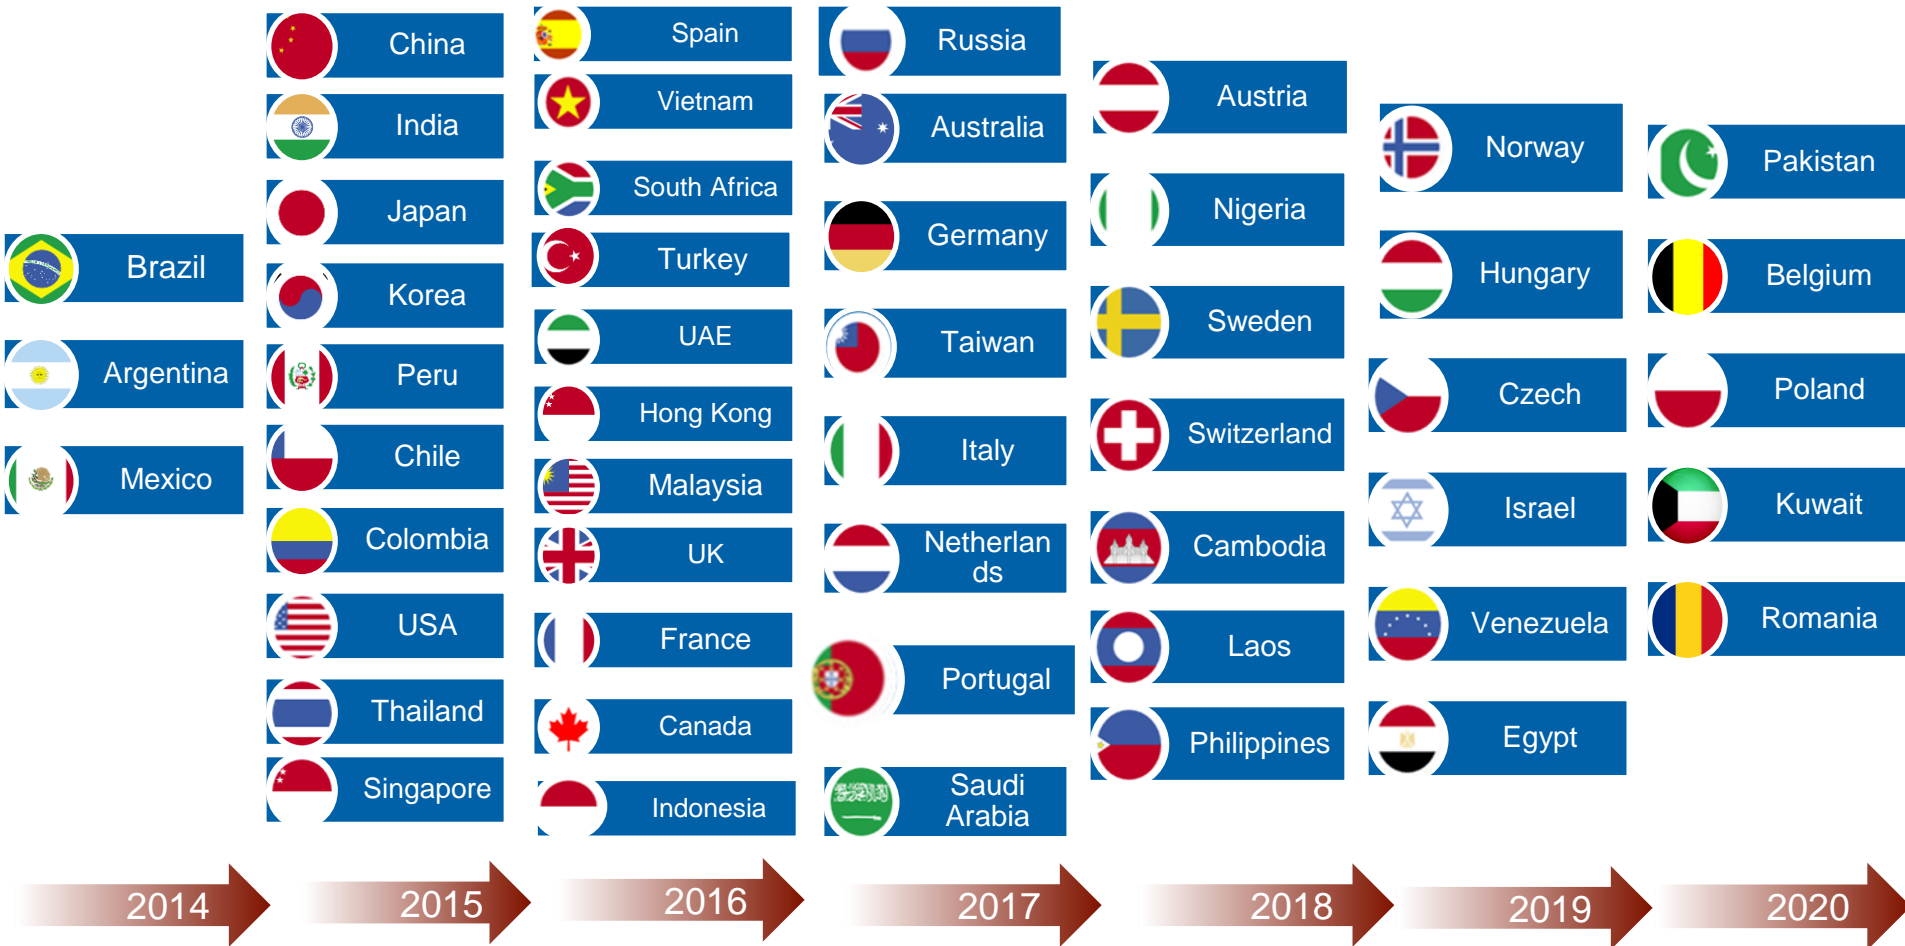 Brazil
Argentina
Mexico
China
India
Japan
Korea
Peru
Chile
Colombia
USA
Thailand
Singapore
Spain
Vietnam
South Africa
Turkey
UAE
Hong Kong
Malaysia
UK
France
Canada
Indonesia
Russia
Australia
Germany
Taiwan
Italy
Netherlan
ds
Portugal
Saudi
Arabia
Austria
Nigeria
Sweden
Switzerland
Cambodia
Laos
Philippines
Norway
Hungary
Czech
Israel
Venezuela
Egypt
Pakistan
Belgium
Poland
Kuwait
Romania
2014
2015
2016
2017
2018
2019
2020